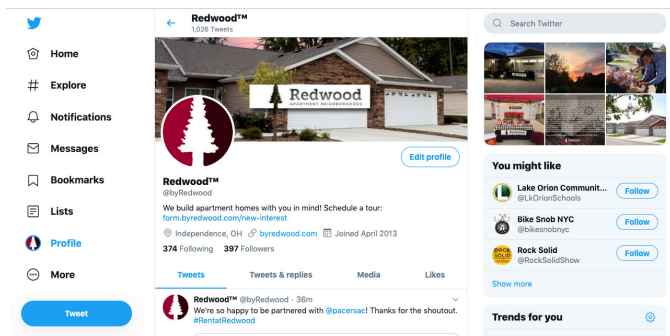 Redwood™
1,026 Tweets
Search Twitter
Home
Explore
Notifications
Messages
Bookmarks
Lists
Profile
More
Tweet
Redwood
APARTMENT NEIGHBORHOODS
Edit profile
Redwood™
@byRedwood
We build apartment homes with you in mind! Schedule a tour:
form.byredwood.com/new-interest
Independence, OH byredwood.com Joined April 2013
374 Following 397 Followers
Tweets Tweets & replies Media Likes
Redwood™ @byRedwood · 36m
We're so happy to be partnered with @pacersac! Thanks for the shoutout.
#RentatRedwood
You might like
Lake Orion Communit...
@LkOrionSchools
Follow
Bike Snob NYC
@bikesnobnyc
Follow
ROCK
SOLID
Rock Solid
@RockSolidShow
Follow
Show more
Trends for you